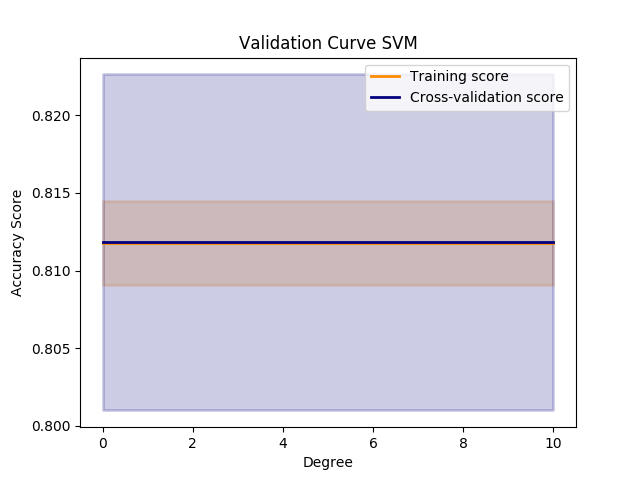 Validation Curve SVM
Training score
Cross-validation score
0.820
0.815
0.810
0.805
0.800
Accuracy Score
0 2 4 6 8 10
Degree